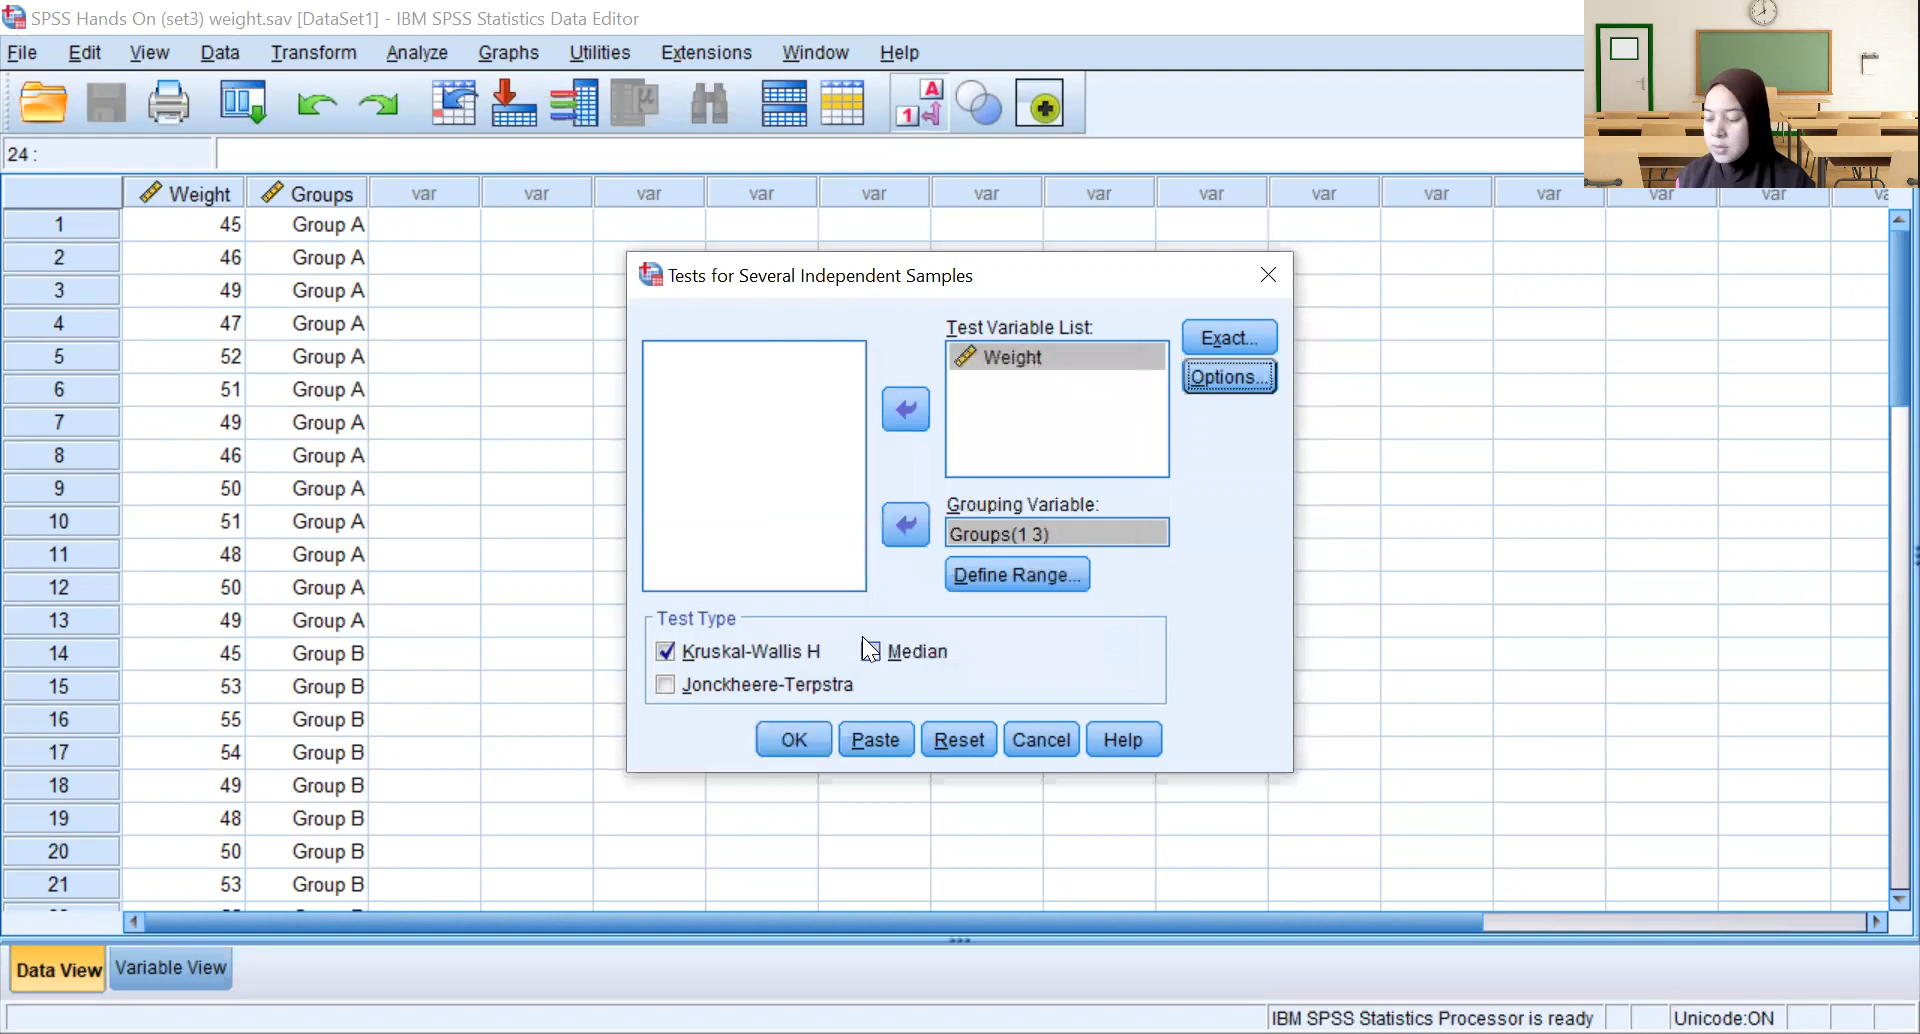 SPSS Hands On (set3) weight.sav [DataSet1] - IBM SPSS Statistics Data Editor
File Edit View Data Transform Analyze Graphs Utilities Extensions Window Help
24 :
Weight Groups var var var var var var var var var var var var var
1 45 Group A
2 46 Group A
3 49 Group A
4 47 Group A
5 52 Group A
6 51 Group A
7 49 Group A
8 46 Group A
9 50 Group A
10 51 Group A
11 48 Group A
12 50 Group A
13 49 Group A
14 45 Group B
15 53 Group B
16 55 Group B
17 54 Group B
18 49 Group B
19 48 Group B
20 50 Group B
21 53 Group B
Tests for Several Independent Samples
Test Variable List:
Weight
Exact...
Options...
Grouping Variable:
Groups(1 3)
Define Range...
Test Type
Kruskal-Wallis H Median
Jonckheere-Terpstra
OK Paste Reset Cancel Help
Data View Variable View
IBM SPSS Statistics Processor is ready Unicode:ON